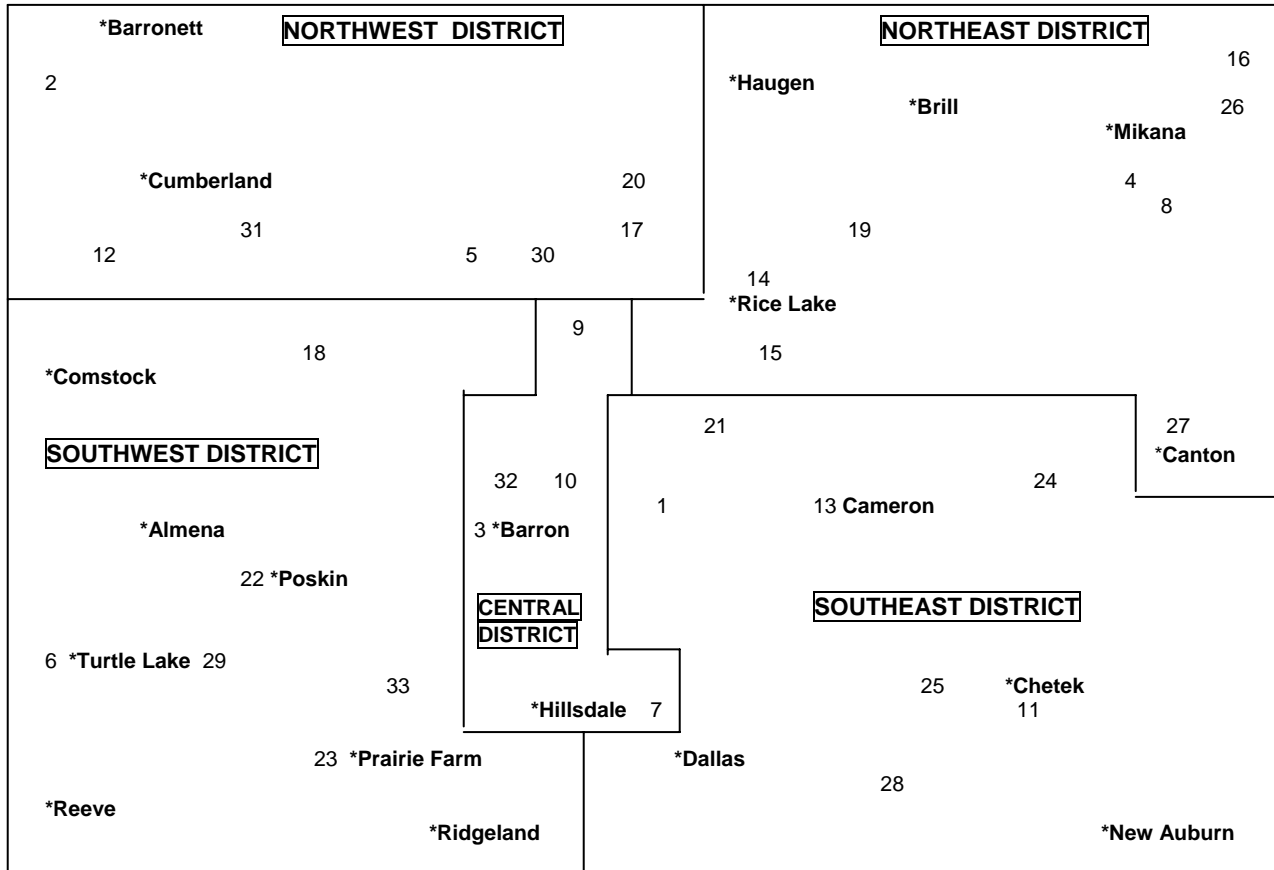 *Barronett NORTHWEST DISTRICT NORTHEAST DISTRICT
16
2 *Haugen
*Brill 26
*Mikana
*Cumberland 20 4
8
31 17 19
12 5 30
14
*Rice Lake
9
18 15
*Comstock
21 27
SOUTHWEST DISTRICT *Canton
32 10 24
1 13 Cameron
*Almena 3 *Barron
22 *Poskin
CENTRAL SOUTHEAST DISTRICT
DISTRICT
6 *Turtle Lake 29
33 25 *Chetek
*Hillsdale 7 11
23 *Prairie Farm *Dallas
28
*Reeve
*Ridgeland *New Auburn